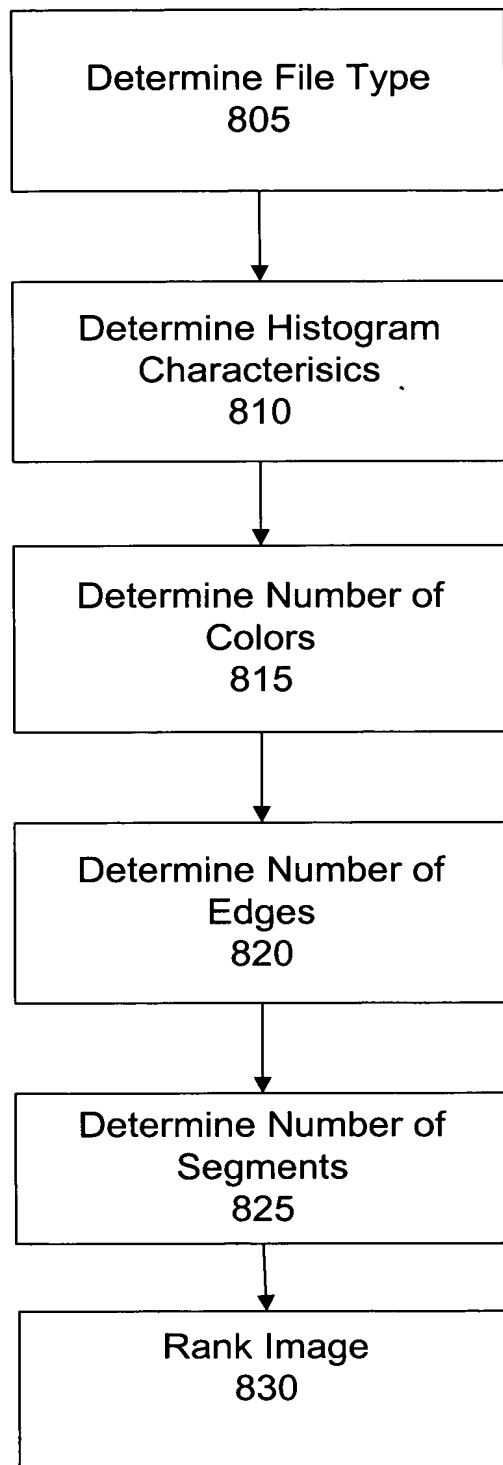 Determine File Type
805
Determine Histogram
Characterisics
810
Determine Number of
Colors
815
Determine Number of
Edges
820
Determine Number of
Segments
825
Rank Image
830